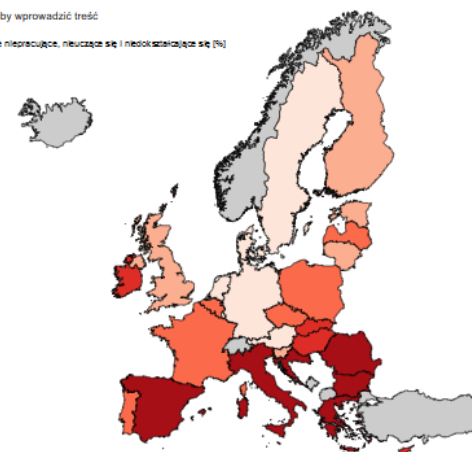 by wprowadzić treść
e niepracujące, nieuczące się i niedokształcające się [%]